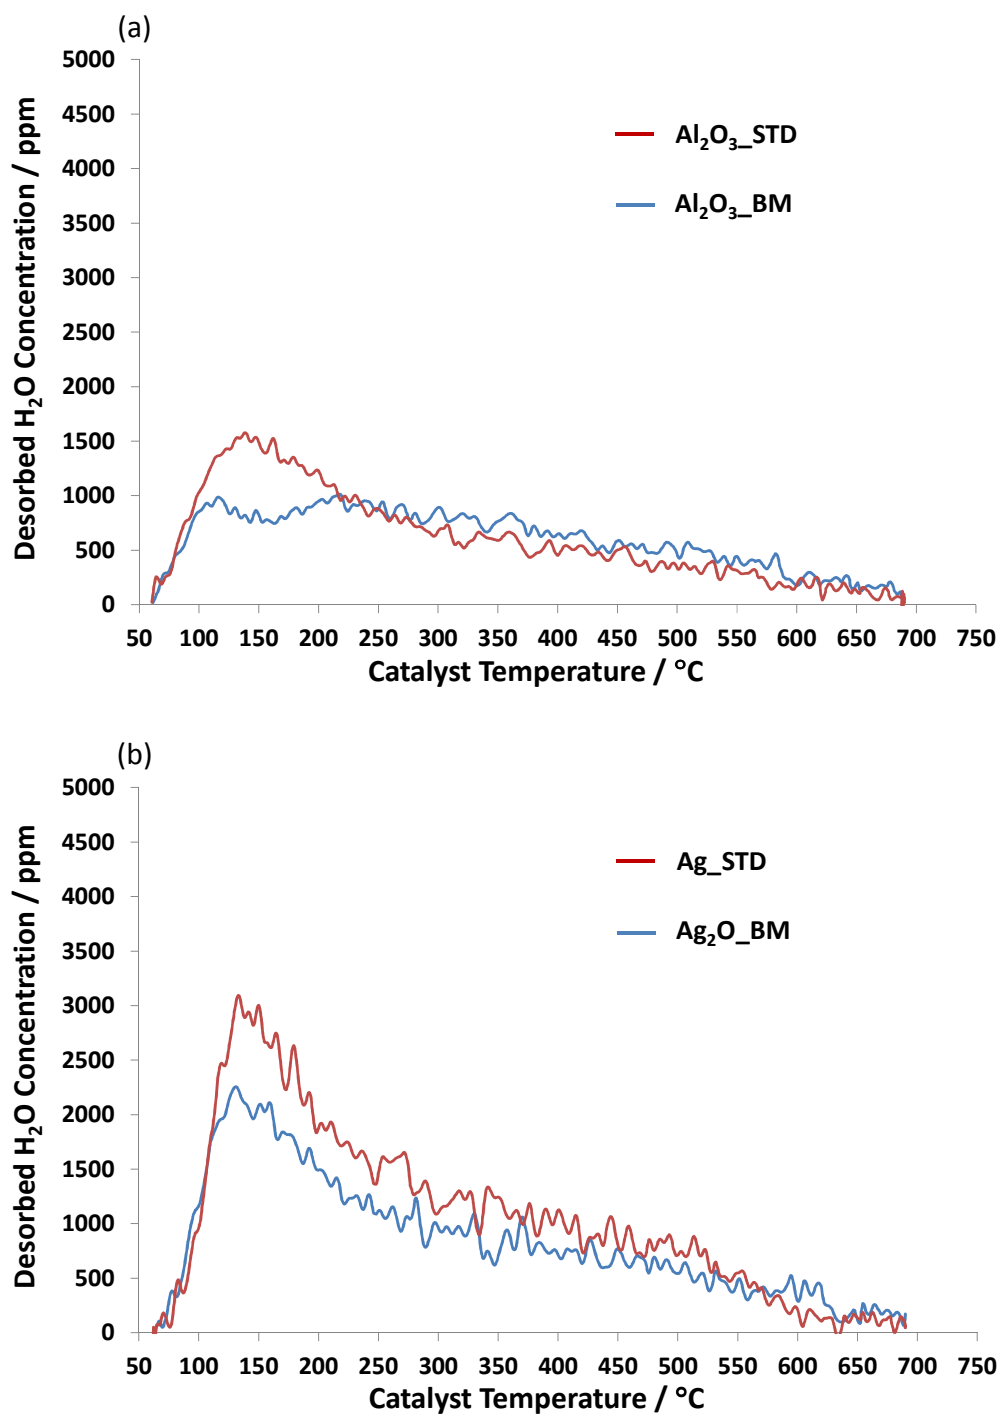 (a)
5000
4500
4000
3500
3000
2500
2000
1500
1000
500
0
Desorbed H₂O Concentration / ppm
Al₂O₃_STD
Al₂O₃_BM
50 100 150 200 250 300 350 400 450 500 550 600 650 700 750
Catalyst Temperature / °C
(b)
5000
4500
4000
3500
3000
2500
2000
1500
1000
500
0
Desorbed H₂O Concentration / ppm
Ag_STD
Ag₂O_BM
50 100 150 200 250 300 350 400 450 500 550 600 650 700 750
Catalyst Temperature / °C